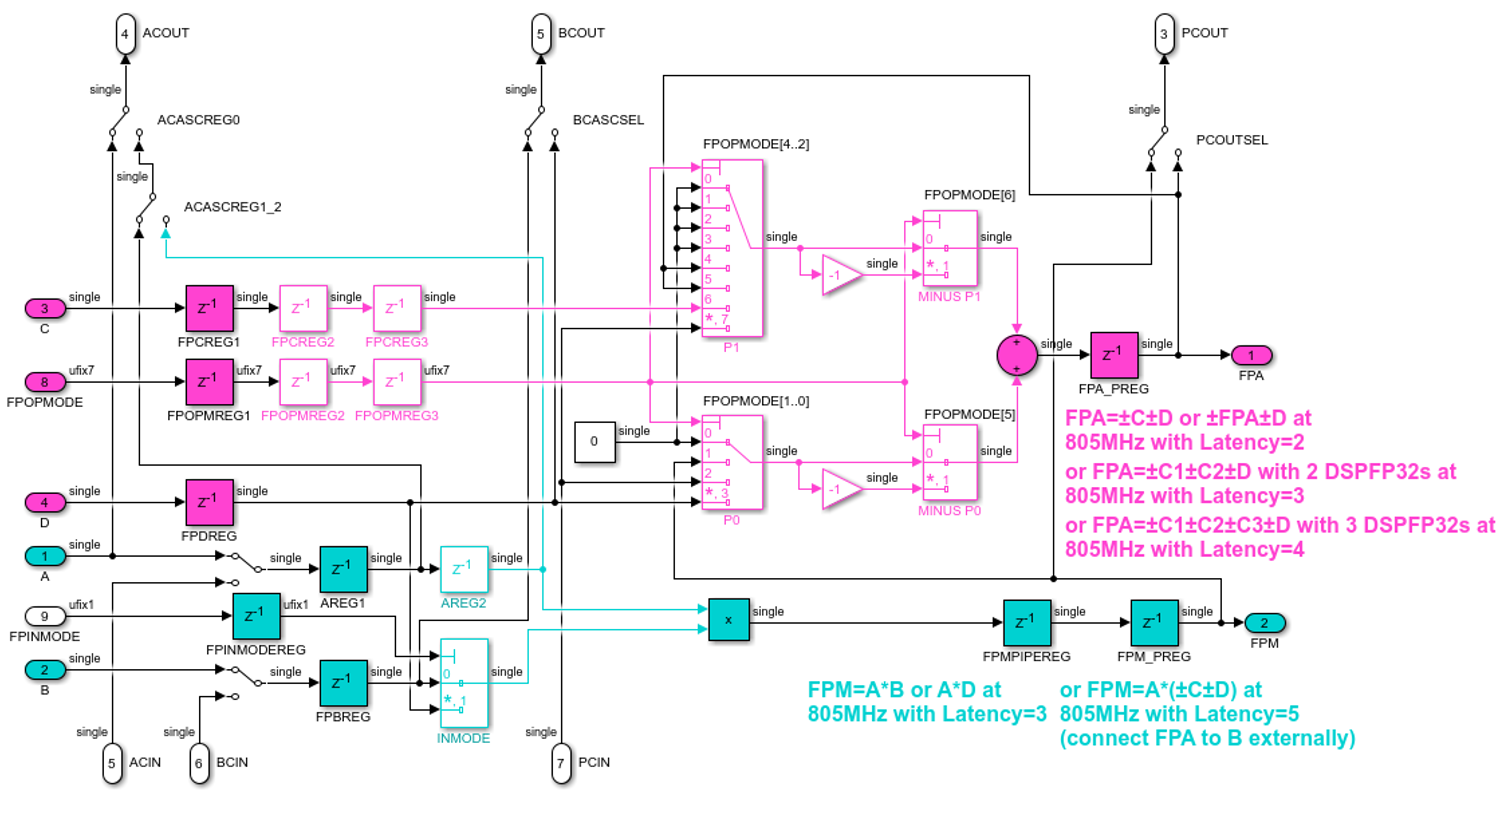 4 ACOUT
5 BCOUT
3 PCOUT
single
single
single
ACASCREG0
BCASCSEL
PCOUTSEL
FPOPMODE[4..2]
single
ACASCREG1_2
FPOPMODE[6]
0
1
2
3
4
5
6
*, 7
P1
single
-1
single
0
*, 1
single
MINUS P1
3
C
single
z-1
FPCREG1
single
z-1
FPCREG2
single
z-1
FPCREG3
single
8
FPOPMODE
ufix7
z-1
FPOPMREG1
ufix7
z-1
FPOPMREG2
ufix7
z-1
FPOPMREG3
ufix7
+
+
single
z-1
FPA_PREG
single
1
FPA
FPOPMODE[1..0]
FPOPMODE[5]
0
single
0
1
2
*, 3
P0
single
-1
single
0
*, 1
single
MINUS P0
FPA=±C±D or ±FPA±D at
805MHz with Latency=2
or FPA=±C1±C2±D with 2 DSPFP32s at
805MHz with Latency=3
or FPA=±C1±C2±C3±D with 3 DSPFP32s at
805MHz with Latency=4
4
D
single
z-1
FPDREG
single
1
A
single
single
z-1
AREG1
single
z-1
AREG2
single
9
FPINMODE
ufix1
z-1
FPINMODEREG
ufix1
2
B
single
single
z-1
FPBREG
single
0
*, 1
INMODE
single
x
single
z-1
FPMPIPEREG
single
z-1
FPM_PREG
single
2
FPM
FPM=A*B or A*D at
805MHz with Latency=3
or FPM=A*(±C±D) at
805MHz with Latency=5
(connect FPA to B externally)
single
5 ACIN
single
6 BCIN
single
7 PCIN